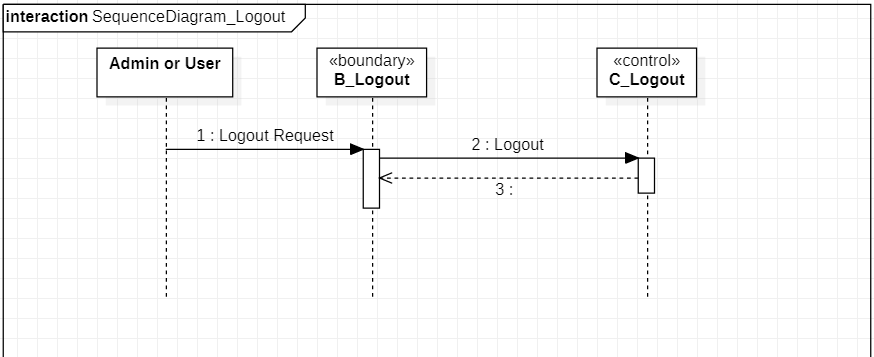 interaction SequenceDiagram_Logout
Admin or User
«boundary»
B_Logout
«control»
C_Logout
1 : Logout Request
2 : Logout
3 :